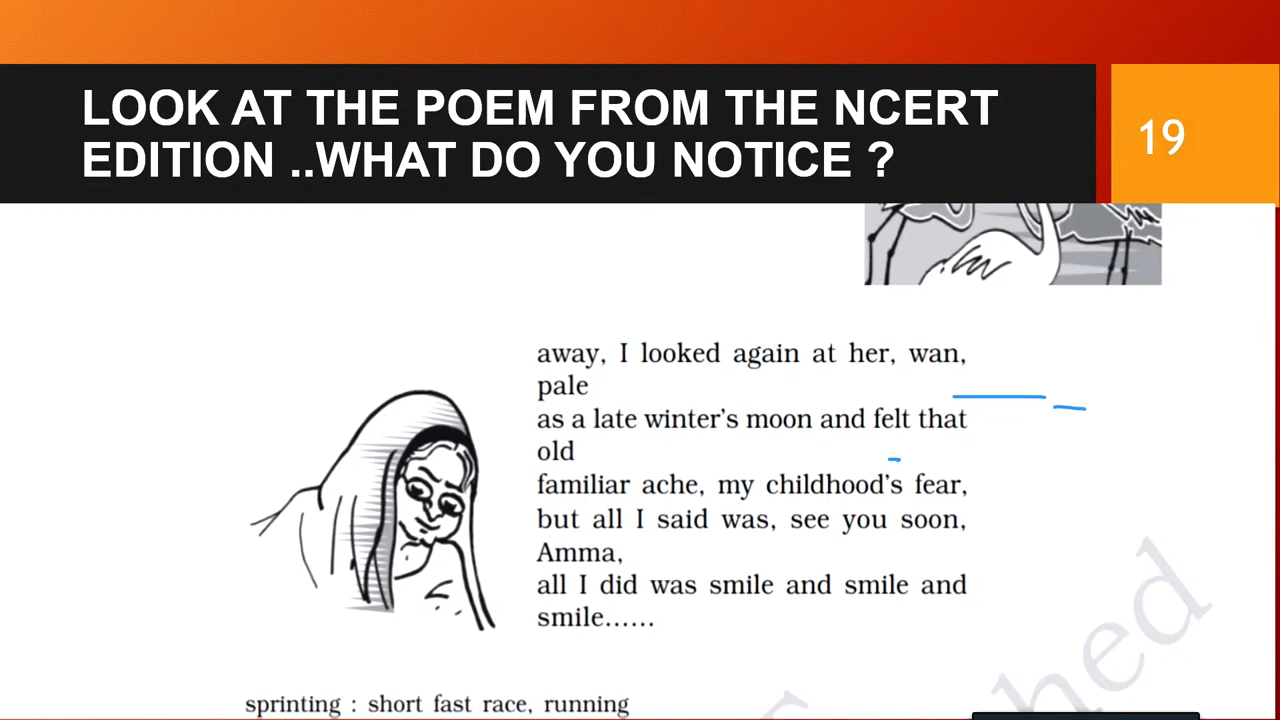 LOOK AT THE POEM FROM THE NCERT
EDITION ..WHAT DO YOU NOTICE ?
19
away, I looked again at her, wan,
pale
as a late winter's moon and felt that
old
familiar ache, my childhood's fear,
but all I said was, see you soon,
Amma,
all I did was smile and smile and
smile......
sprinting : short fast race, running